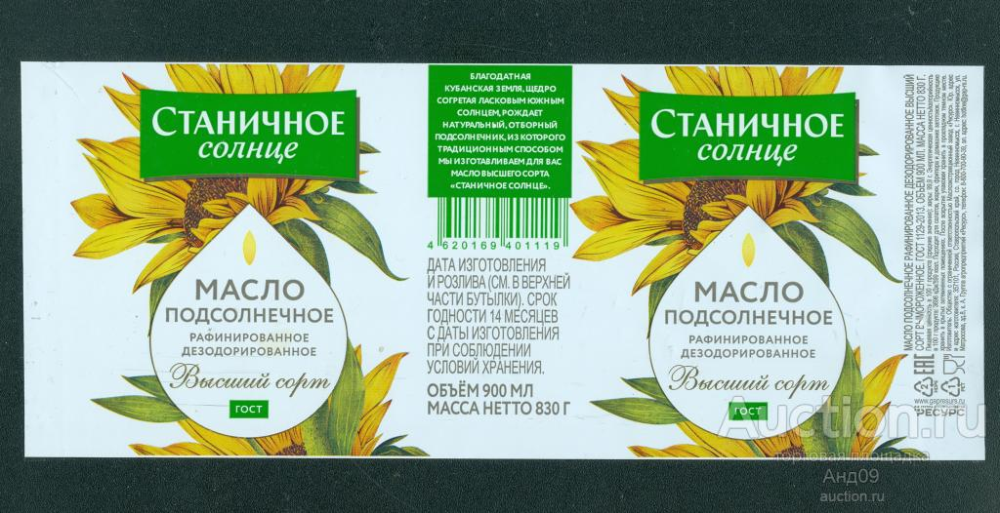 СТАНИЧНОЕ
солнце
МАСЛО
ПОДСОЛНЕЧНОЕ
РАФИНИРОВАННОЕ
ДЕЗОДОРИРОВАННОЕ
Высший сорт
ГОСТ
БЛАГОДАТНАЯ
КУБАНСКАЯ ЗЕМЛЯ, ЩЕДРО
СОГРЕТАЯ ЛАСКОВЫМ ЮЖНЫМ
СОЛНЦЕМ, РОЖДАЕТ
НАТУРАЛЬНЫЙ, ОТБОРНЫЙ
ПОДСОЛНЕЧНИК, ИЗ КОТОРОГО
ТРАДИЦИОННЫМ СПОСОБОМ
МЫ ИЗГОТАВЛИВАЕМ ДЛЯ ВАС
МАСЛО ВЫСШЕГО СОРТА
«СТАНИЧНОЕ СОЛНЦЕ».
4 620169 401119
ДАТА ИЗГОТОВЛЕНИЯ
И РОЗЛИВА (СМ. В ВЕРХНЕЙ
ЧАСТИ БУТЫЛКИ). СРОК
ГОДНОСТИ 14 МЕСЯЦЕВ
С ДАТЫ ИЗГОТОВЛЕНИЯ
ПРИ СОБЛЮДЕНИИ
УСЛОВИЙ ХРАНЕНИЯ.
ОБЪЁМ 900 МЛ
МАССА НЕТТО 830 Г
СТАНИЧНОЕ
солнце
МАСЛО
ПОДСОЛНЕЧНОЕ
РАФИНИРОВАННОЕ
ДЕЗОДОРИРОВАННОЕ
Высший сорт
ГОСТ
МАСЛО ПОДСОЛНЕЧНОЕ РАФИНИРОВАННОЕ ДЕЗОДОРИРОВАННОЕ ВЫСШИЙ
СОРТ ГОСТ 1129-2013. ОБЪЕМ 900 МЛ. МАССА НЕТТО 830 Г.
EAC
www.gapresurs.ru
РЕСУРС
Auction.ru
торговая площадка
Анд09
auction.ru